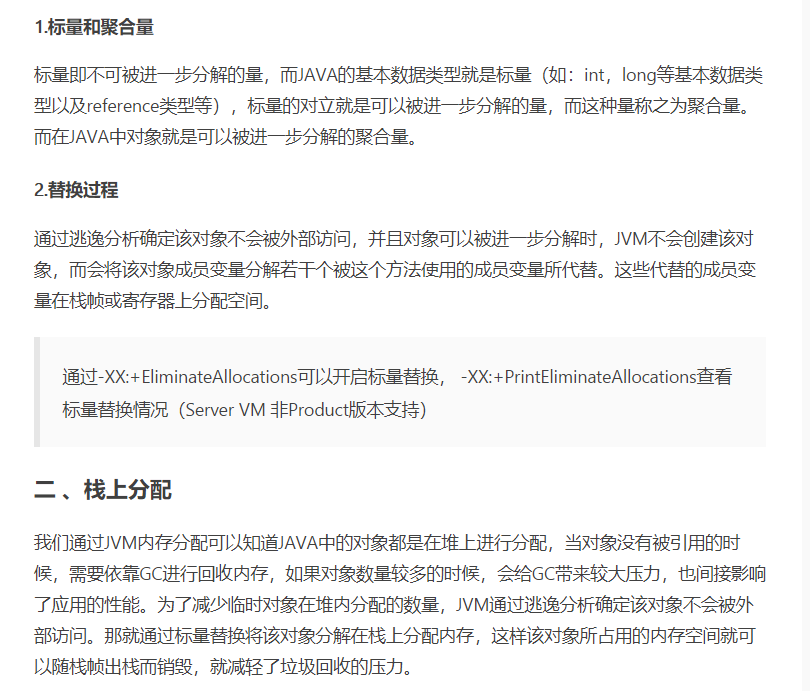 1.标量和聚合量
标量即不可被进一步分解的量，而JAVA的基本数据类型就是标量（如：int，long等基本数据类
型以及reference类型等），标量的对立就是可以被进一步分解的量，而这种量称之为聚合量。
而在JAVA中对象就是可以被进一步分解的聚合量。
2.替换过程
通过逃逸分析确定该对象不会被外部访问，并且对象可以被进一步分解时，JVM不会创建该对
象，而会将该对象成员变量分解若干个被这个方法使用的成员变量所代替。这些代替的成员变
量在栈帧或寄存器上分配空间。
通过-XX:+EliminateAllocations可以开启标量替换， -XX:+PrintEliminateAllocations查看
标量替换情况（Server VM 非Product版本支持）
二 、栈上分配
我们通过JVM内存分配可以知道JAVA中的对象都是在堆上进行分配，当对象没有被引用的时
候，需要依靠GC进行回收内存，如果对象数量较多的时候，会给GC带来较大压力，也间接影响
了应用的性能。为了减少临时对象在堆内分配的数量，JVM通过逃逸分析确定该对象不会被外
部访问。那就通过标量替换将该对象分解在栈上分配内存，这样该对象所占用的内存空间就可
以随栈帧出栈而销毁，就减轻了垃圾回收的压力。